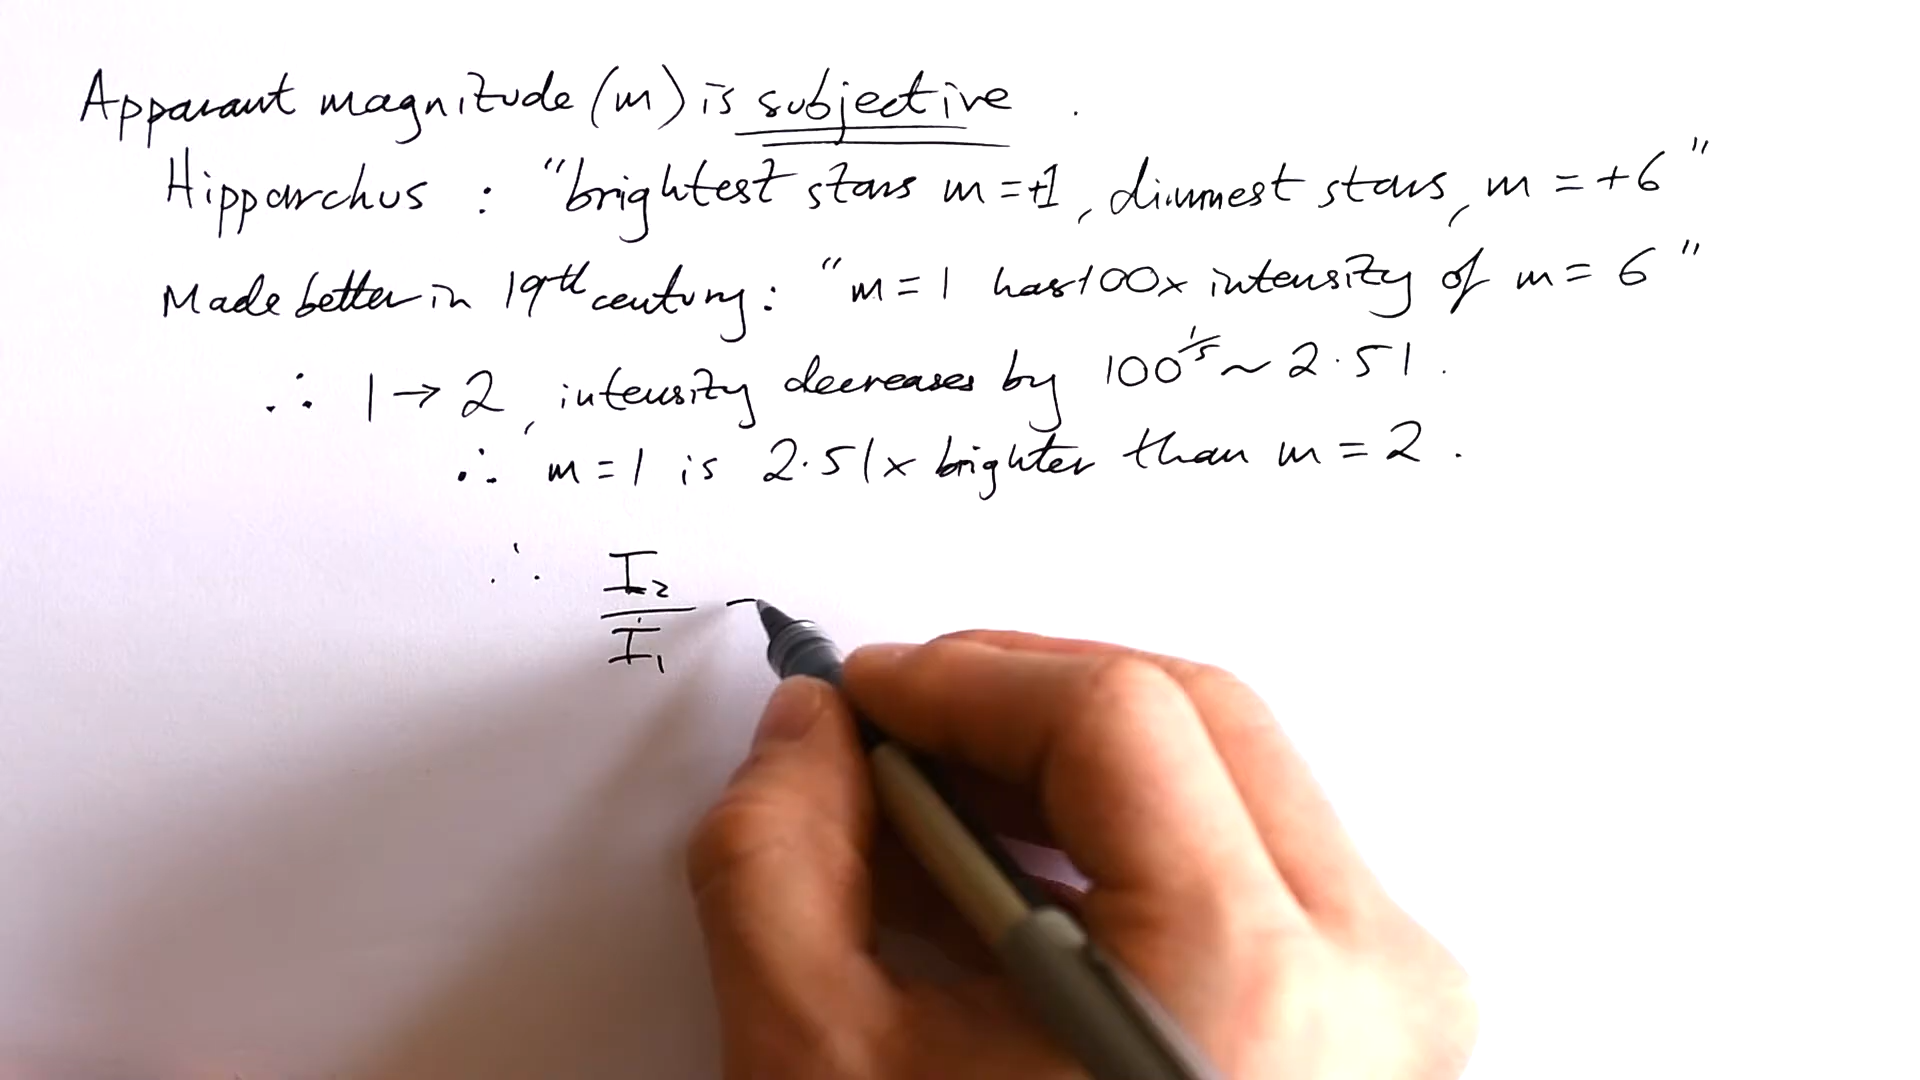 Apparant magnitude (m) is subjective .
Hipparchus : "brightest stars m = +1, dimmest stars, m = +6"
Made better in 19th century: "m = 1 has 100x intensity of m = 6"
∴ 1 → 2, intensity decreases by 100^1/5 ~ 2.51.
∴ m = 1 is 2.51x brighter than m = 2.
∴ I₂/I₁ -